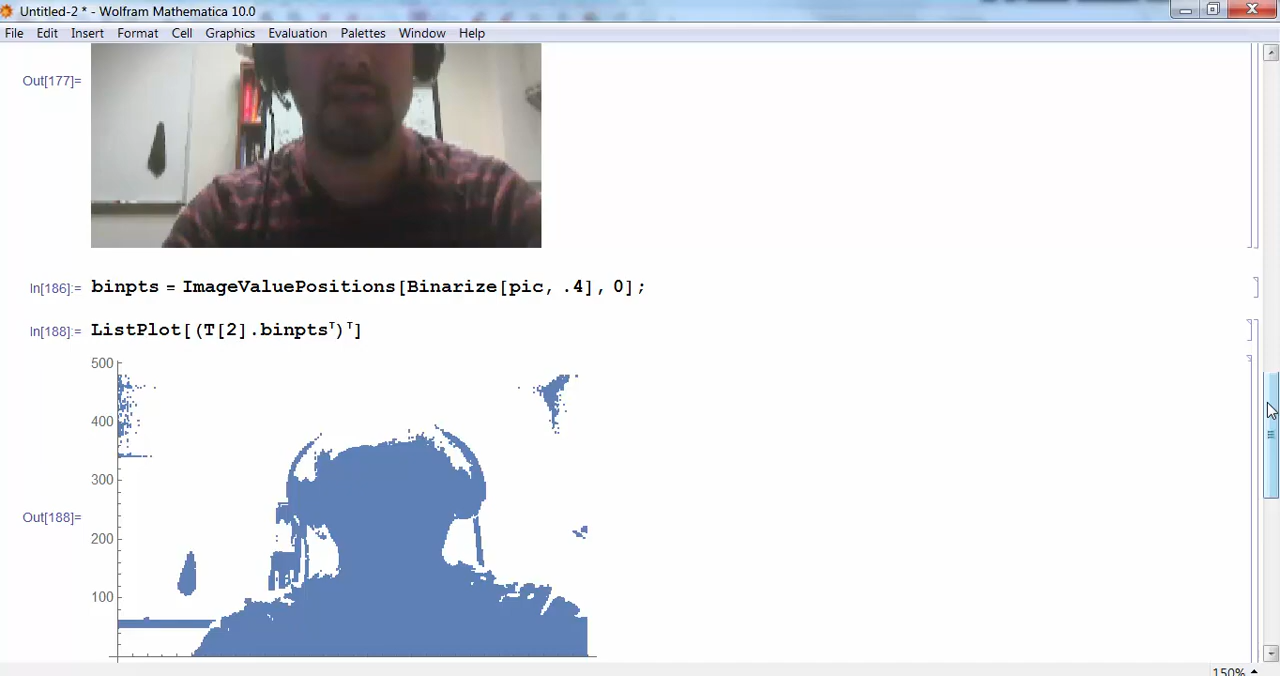 Untitled-2 * - Wolfram Mathematica 10.0
File Edit Insert Format Cell Graphics Evaluation Palettes Window Help
Out[177]=
In[186]:= binpts = ImageValuePositions[Binarize[pic, .4], 0];
In[188]:= ListPlot[(T[2].binptsᵀ)ᵀ]
500
400
300
Out[188]=
200
100
150%